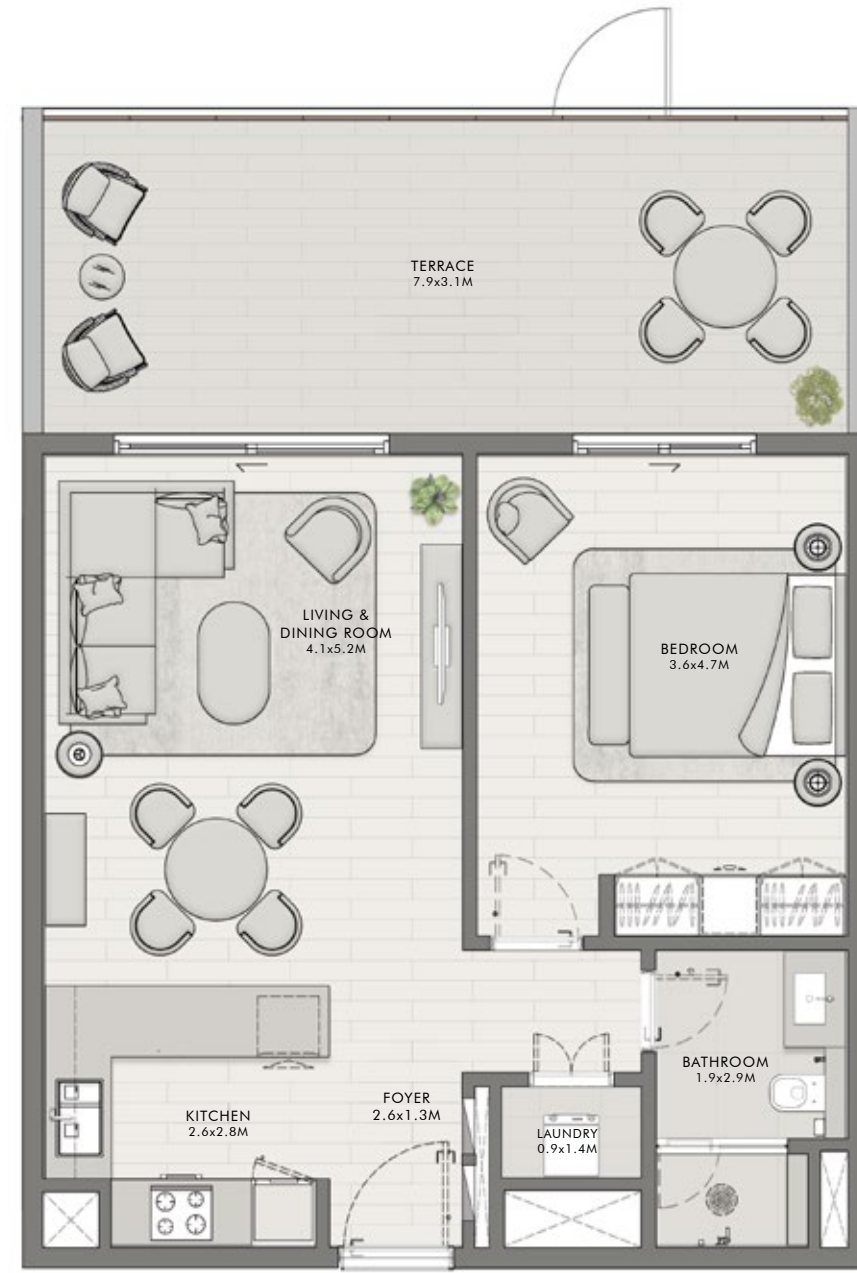 TERRACE
7.9x3.1M
LIVING &
DINING ROOM
4.1x5.2M
BEDROOM
3.6x4.7M
BATHROOM
1.9x2.9M
FOYER
2.6x1.3M
KITCHEN
2.6x2.8M
LAUNDRY
0.9x1.4M